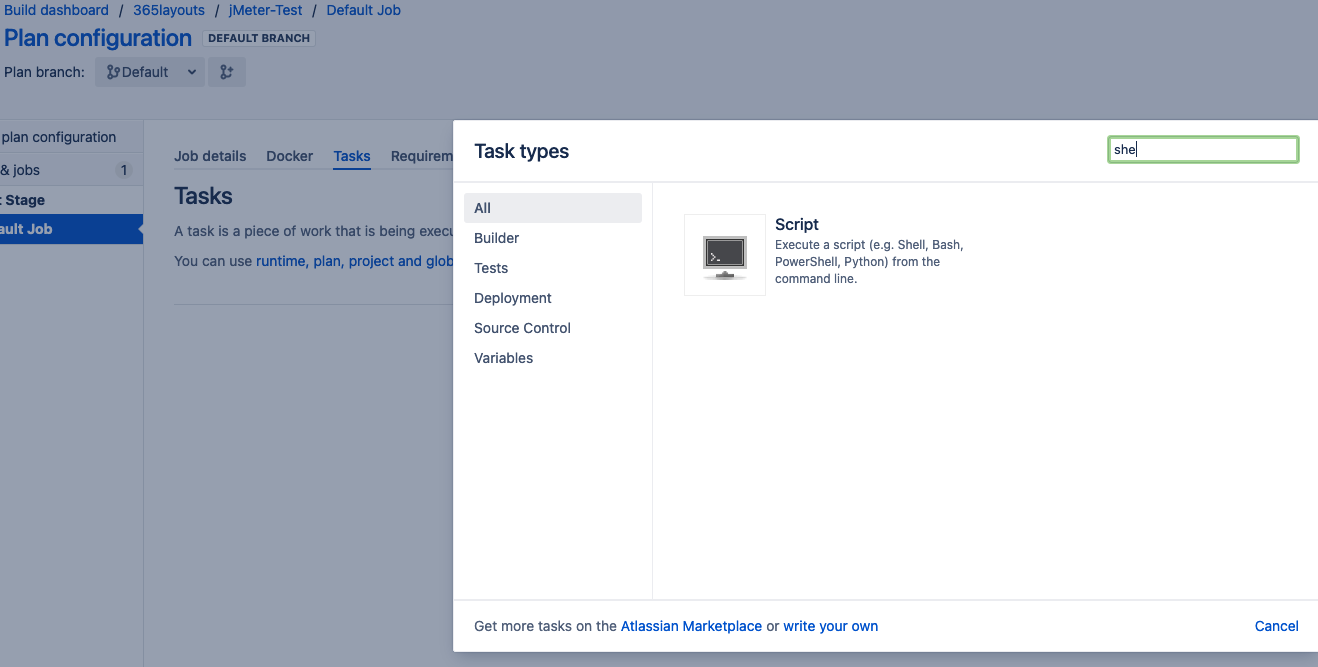 Build dashboard / 365layouts / jMeter-Test / Default Job
Plan configuration DEFAULT BRANCH
Plan branch: Default
plan configuration
& jobs 1
Stage
ault Job
Job details Docker Tasks Requirem
Tasks
A task is a piece of work that is being execu
You can use runtime, plan, project and glob
Task types
she
All
Builder
Tests
Deployment
Source Control
Variables
Script
Execute a script (e.g. Shell, Bash,
PowerShell, Python) from the
command line.
Get more tasks on the Atlassian Marketplace or write your own
Cancel